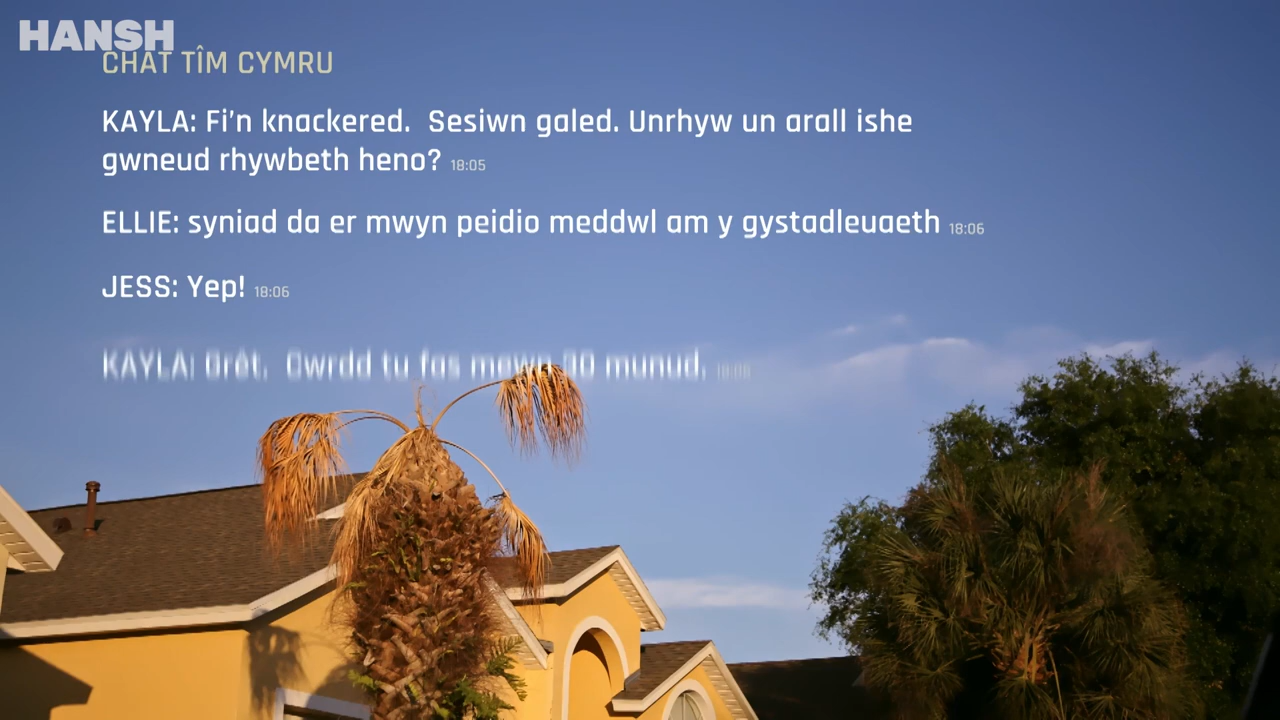 HANSH
CHAT TÎM CYMRU
KAYLA: Fi'n knackered. Sesiwn galed. Unrhyw un arall ishe
gwneud rhywbeth heno? 18:05
ELLIE: syniad da er mwyn peidio meddwl am y gystadleuaeth 18:06
JESS: Yep! 18:06
KAYLA: Grêt. Cwrdd tu fas mewn munud.